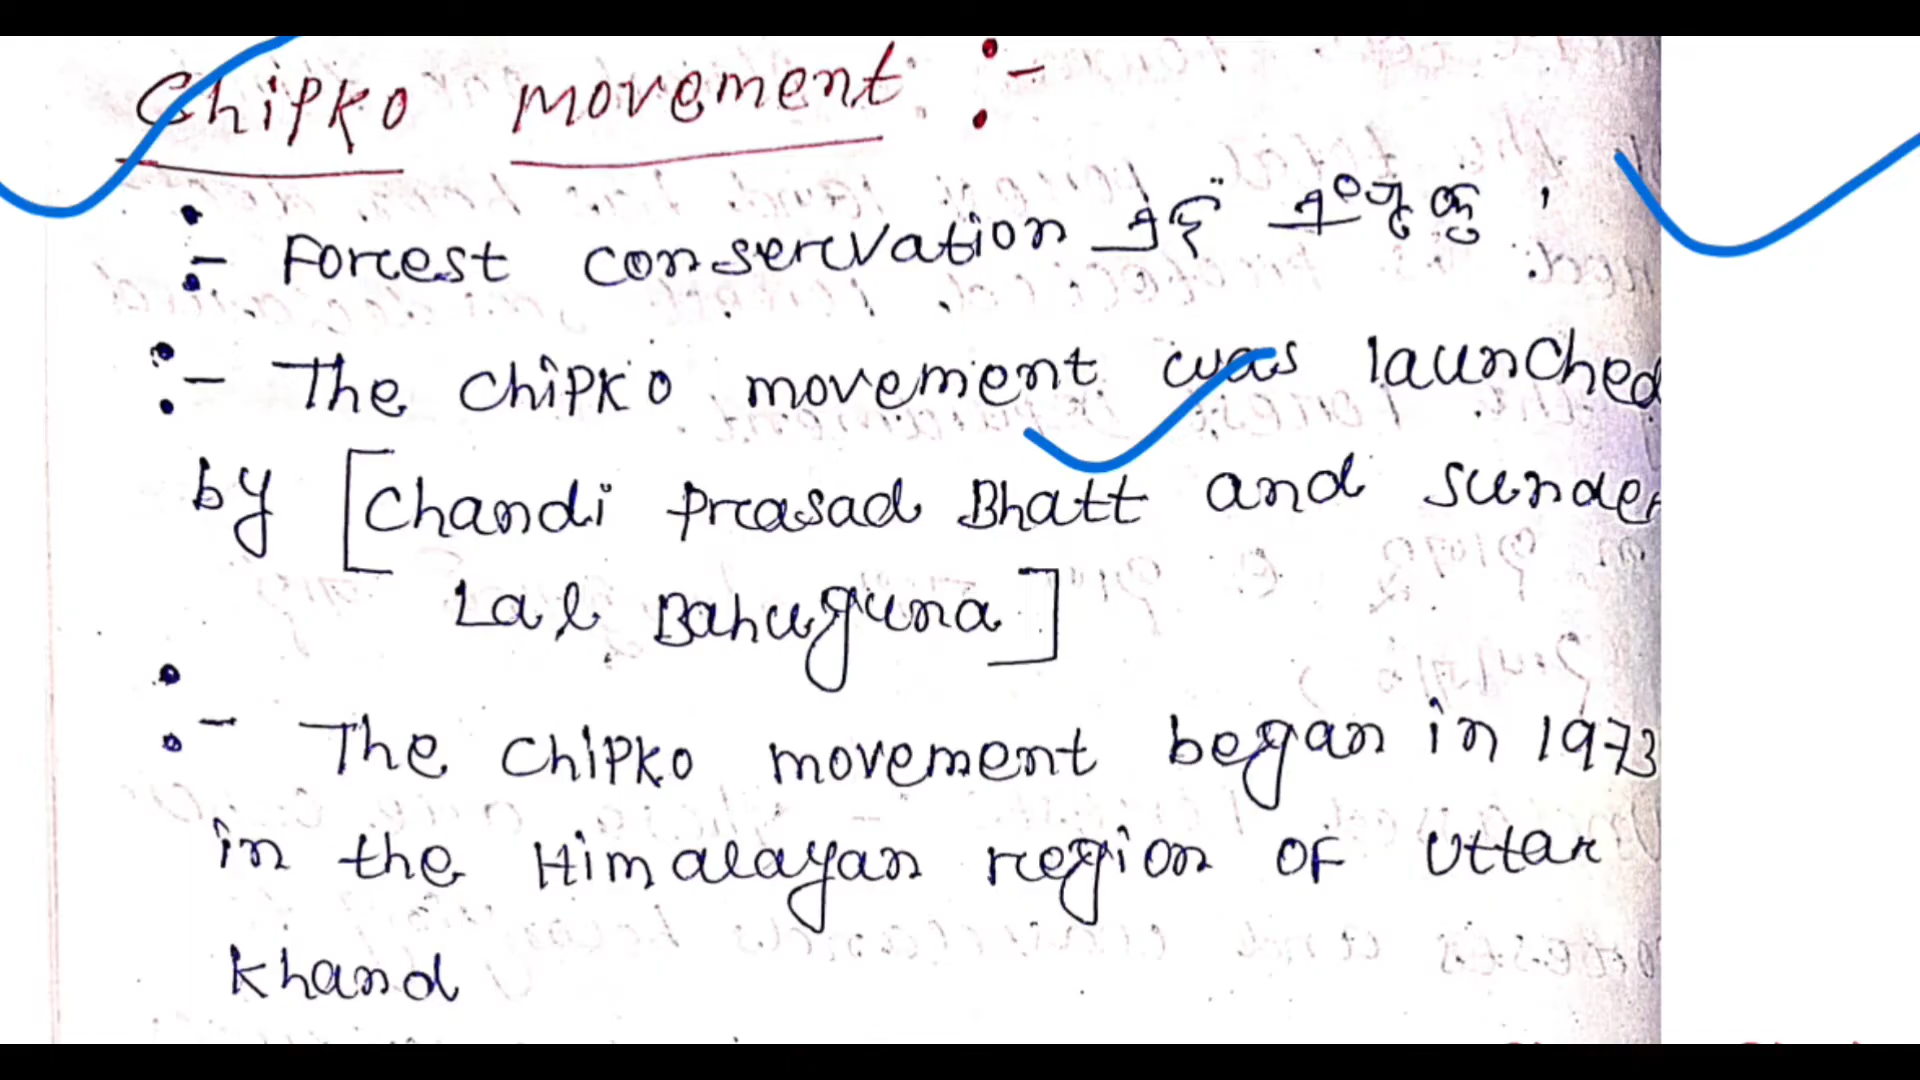 Chipko movement :-
:- Forest conservation ଏହି
:- The Chipko movement was launched
by [Chandi Prasad Bhatt and Sunder
Lal Bahuguna]
:- The Chipko movement began in 1973
in the Himalayan region of Uttar
khand